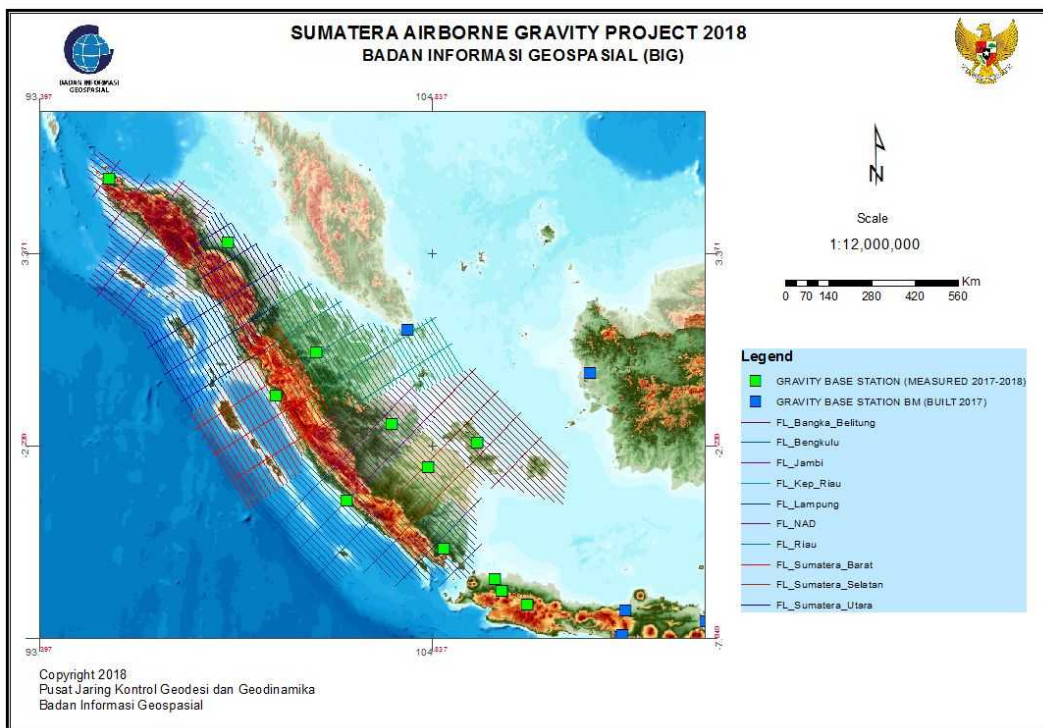 SUMATERA AIRBORNE GRAVITY PROJECT 2018
BADAN INFORMASI GEOSPASIAL (BIG)
BADAN INFORMASI
GEOSPASIAL
93.397
104.837
3.371
3.371
N
Scale
1:12,000,000
Km
0 70 140 280 420 560
Legend
GRAVITY BASE STATION (MEASURED 2017-2018)
GRAVITY BASE STATION BM (BUILT 2017)
FL_Bangka_Belitung
FL_Bengkulu
FL_Jambi
FL_Kep_Riau
FL_Lampung
FL_NAD
FL_Riau
FL_Sumatera_Barat
FL_Sumatera_Selatan
FL_Sumatera_Utara
93.397
104.837
Copyright 2018
Pusat Jaring Kontrol Geodesi dan Geodinamika
Badan Informasi Geospasial